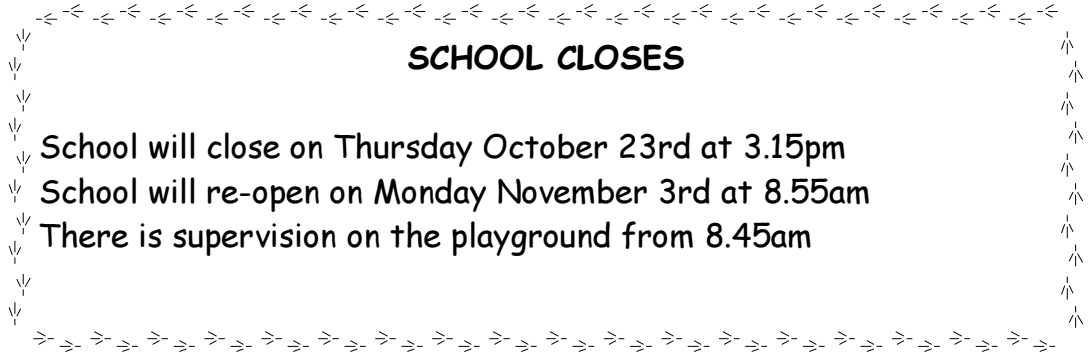 SCHOOL CLOSES
School will close on Thursday October 23rd at 3.15pm
School will re-open on Monday November 3rd at 8.55am
There is supervision on the playground from 8.45am